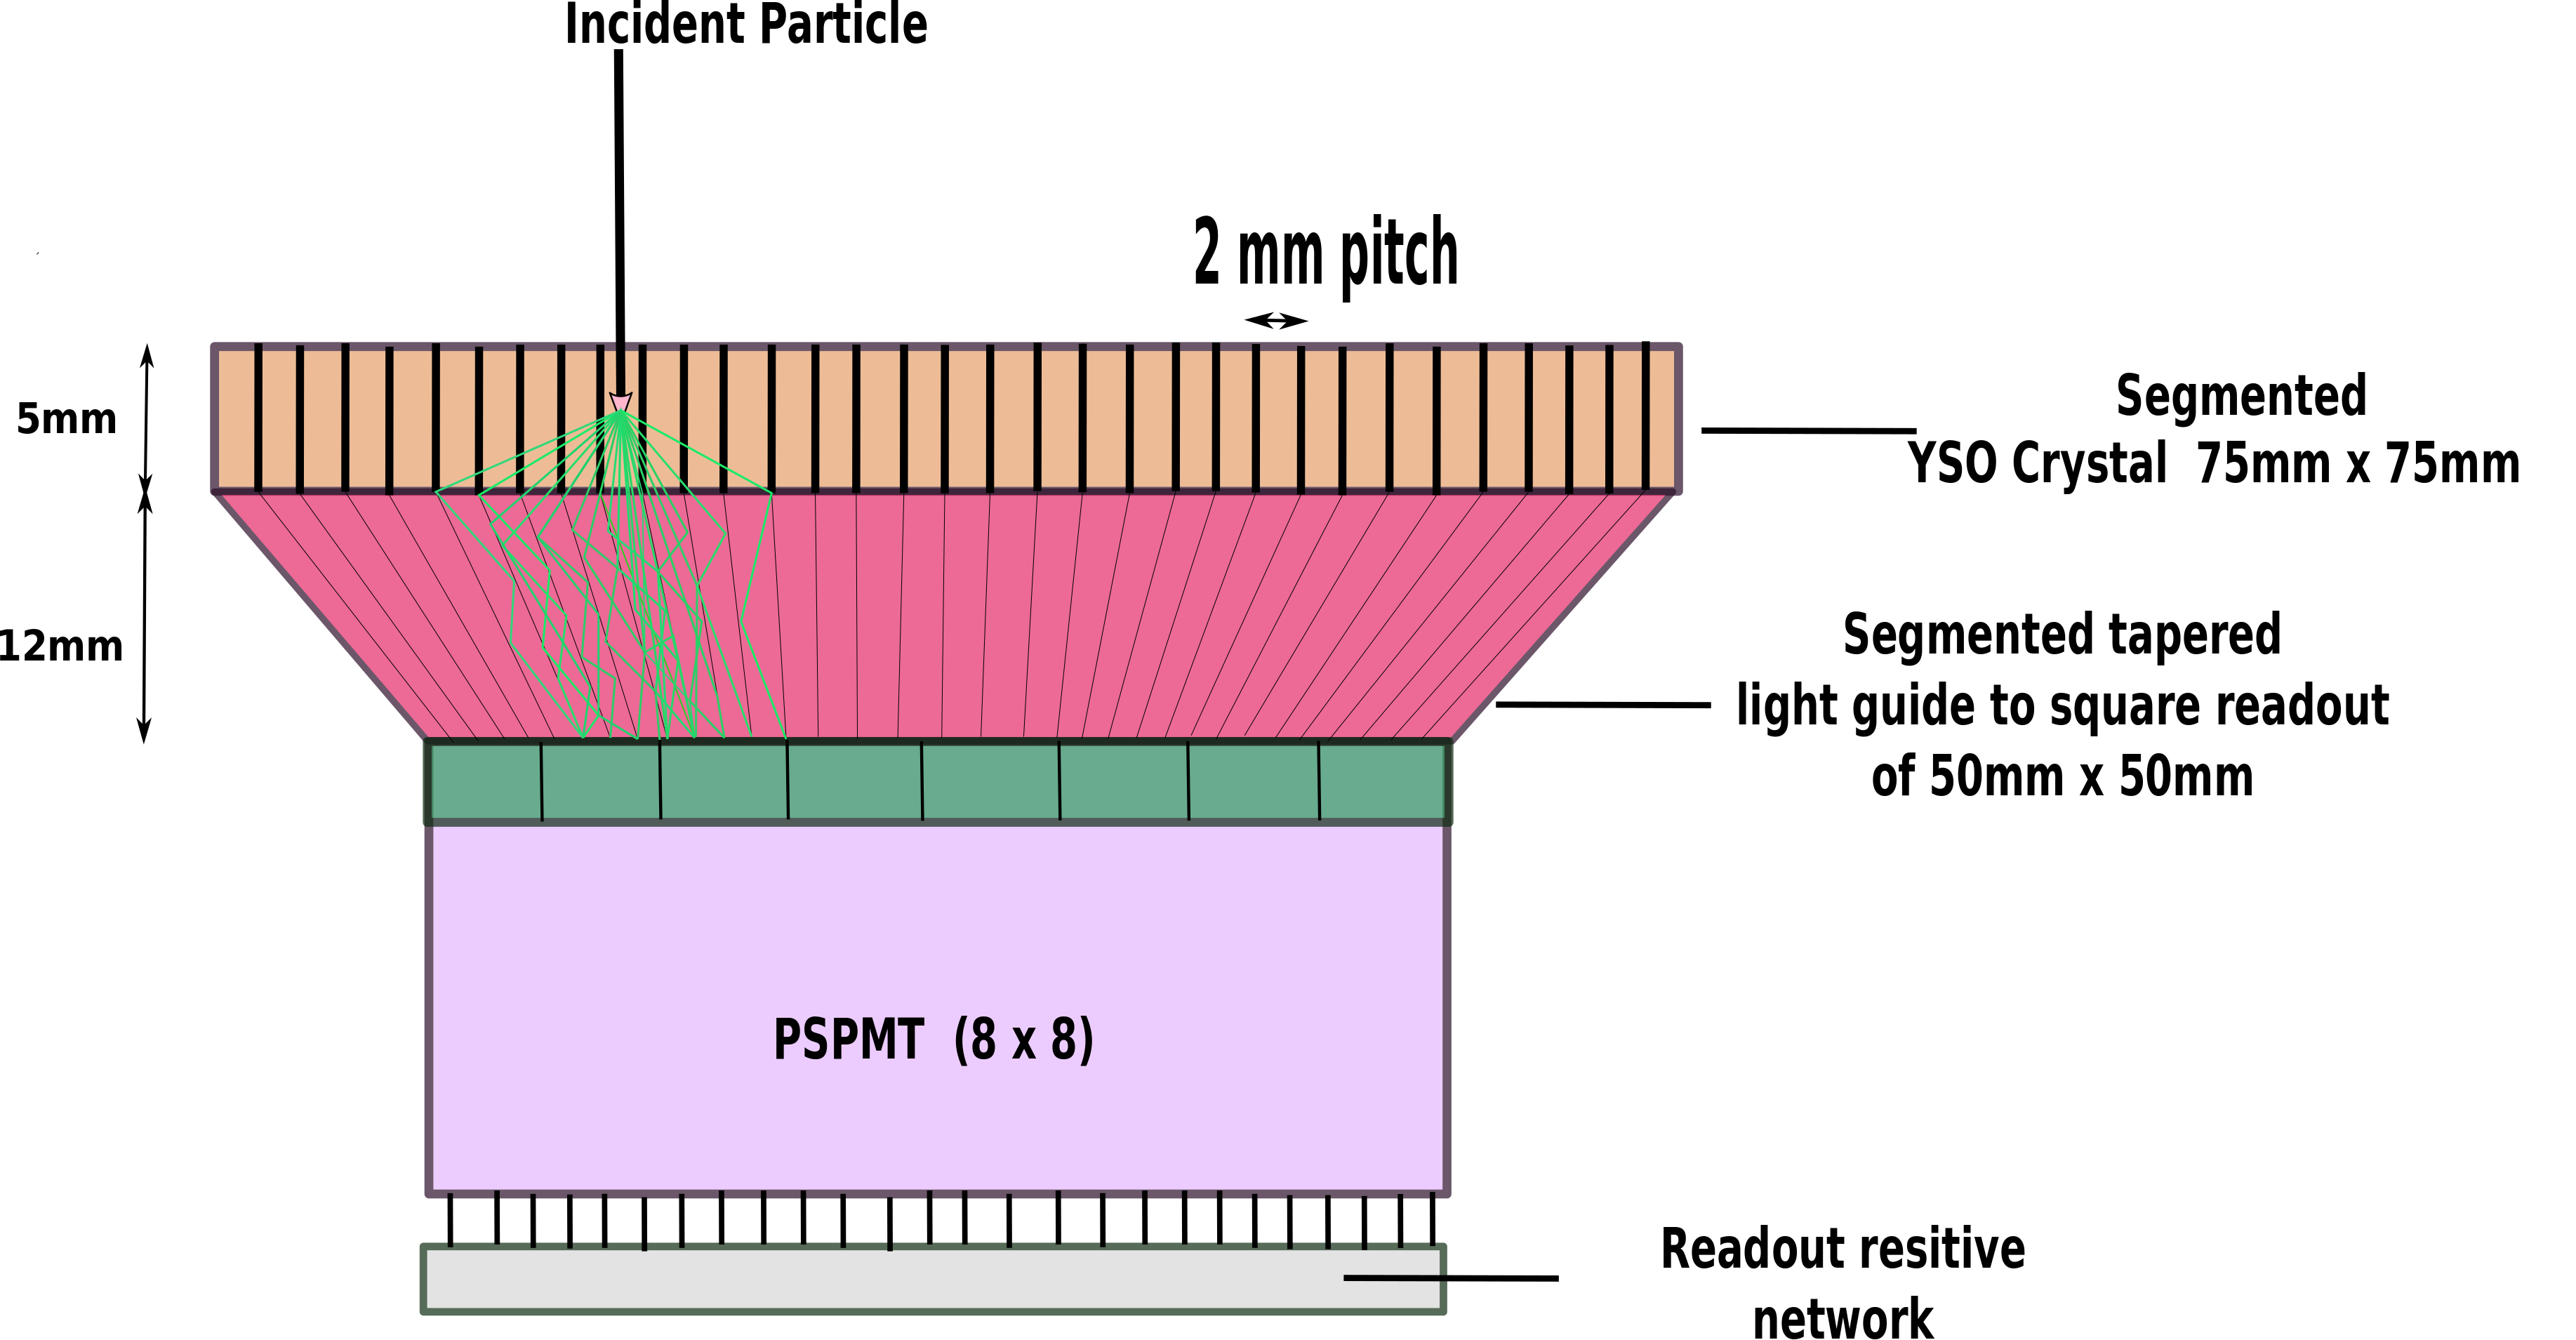 Incident Particle
2 mm pitch
5mm
Segmented
YSO Crystal 75mm x 75mm
12mm
Segmented tapered
light guide to square readout
of 50mm x 50mm
PSPMT (8 x 8)
Readout resitive
network